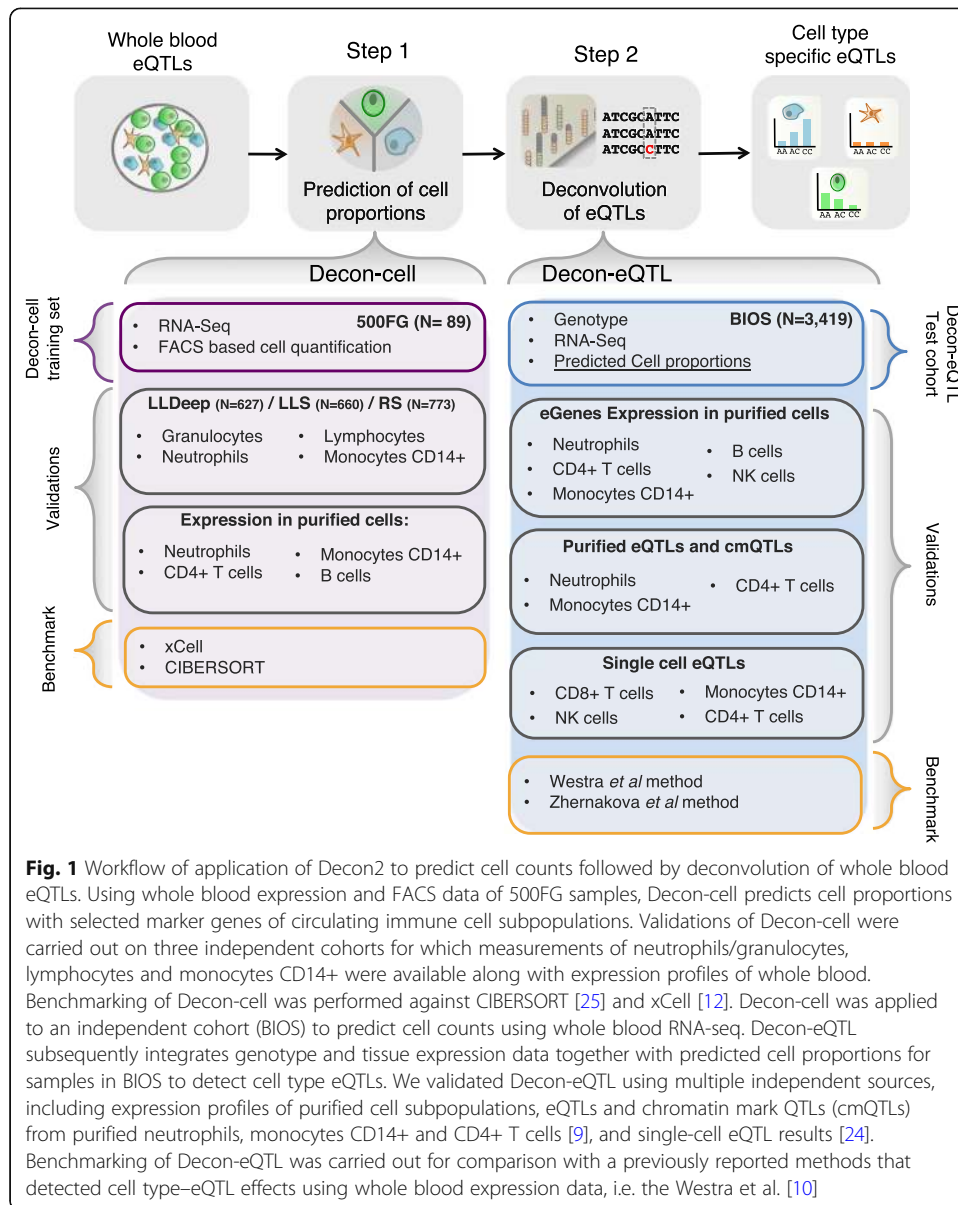 Whole blood
eQTLs
Step 1
Step 2
Cell type
specific eQTLs
Prediction of cell
proportions
ATCGCATTC
ATCGCATTC
ATCGCCTTC
Deconvolution
of eQTLs
AA AC CC
AA AC CC
AA AC CC
Decon-cell
Decon-cell
training set
• RNA-Seq
500FG (N= 89)
• FACS based cell quantification
Validations
LLDeep (N=627) / LLS (N=660) / RS (N=773)
• Granulocytes
• Lymphocytes
• Neutrophils
• Monocytes CD14+
Expression in purified cells:
• Neutrophils
• Monocytes CD14+
• CD4+ T cells
• B cells
Benchmark
• xCell
• CIBERSORT
Decon-eQTL
Decon-eQTL
Test cohort
• Genotype
BIOS (N=3,419)
• RNA-Seq
• Predicted Cell proportions
Validations
eGenes Expression in purified cells
• Neutrophils
• B cells
• CD4+ T cells
• NK cells
• Monocytes CD14+
Purified eQTLs and cmQTLs
• Neutrophils
• CD4+ T cells
• Monocytes CD14+
Single cell eQTLs
• CD8+ T cells
• Monocytes CD14+
• NK cells
• CD4+ T cells
Benchmark
• Westra et al method
• Zhernakova et al method
Fig. 1 Workflow of application of Decon2 to predict cell counts followed by deconvolution of whole blood
eQTLs. Using whole blood expression and FACS data of 500FG samples, Decon-cell predicts cell proportions
with selected marker genes of circulating immune cell subpopulations. Validations of Decon-cell were
carried out on three independent cohorts for which measurements of neutrophils/granulocytes,
lymphocytes and monocytes CD14+ were available along with expression profiles of whole blood.
Benchmarking of Decon-cell was performed against CIBERSORT [25] and xCell [12]. Decon-cell was applied
to an independent cohort (BIOS) to predict cell counts using whole blood RNA-seq. Decon-eQTL
subsequently integrates genotype and tissue expression data together with predicted cell proportions for
samples in BIOS to detect cell type eQTLs. We validated Decon-eQTL using multiple independent sources,
including expression profiles of purified cell subpopulations, eQTLs and chromatin mark QTLs (cmQTLs)
from purified neutrophils, monocytes CD14+ and CD4+ T cells [9], and single-cell eQTL results [24].
Benchmarking of Decon-eQTL was carried out for comparison with a previously reported methods that
detected cell type–eQTL effects using whole blood expression data, i.e. the Westra et al. [10]